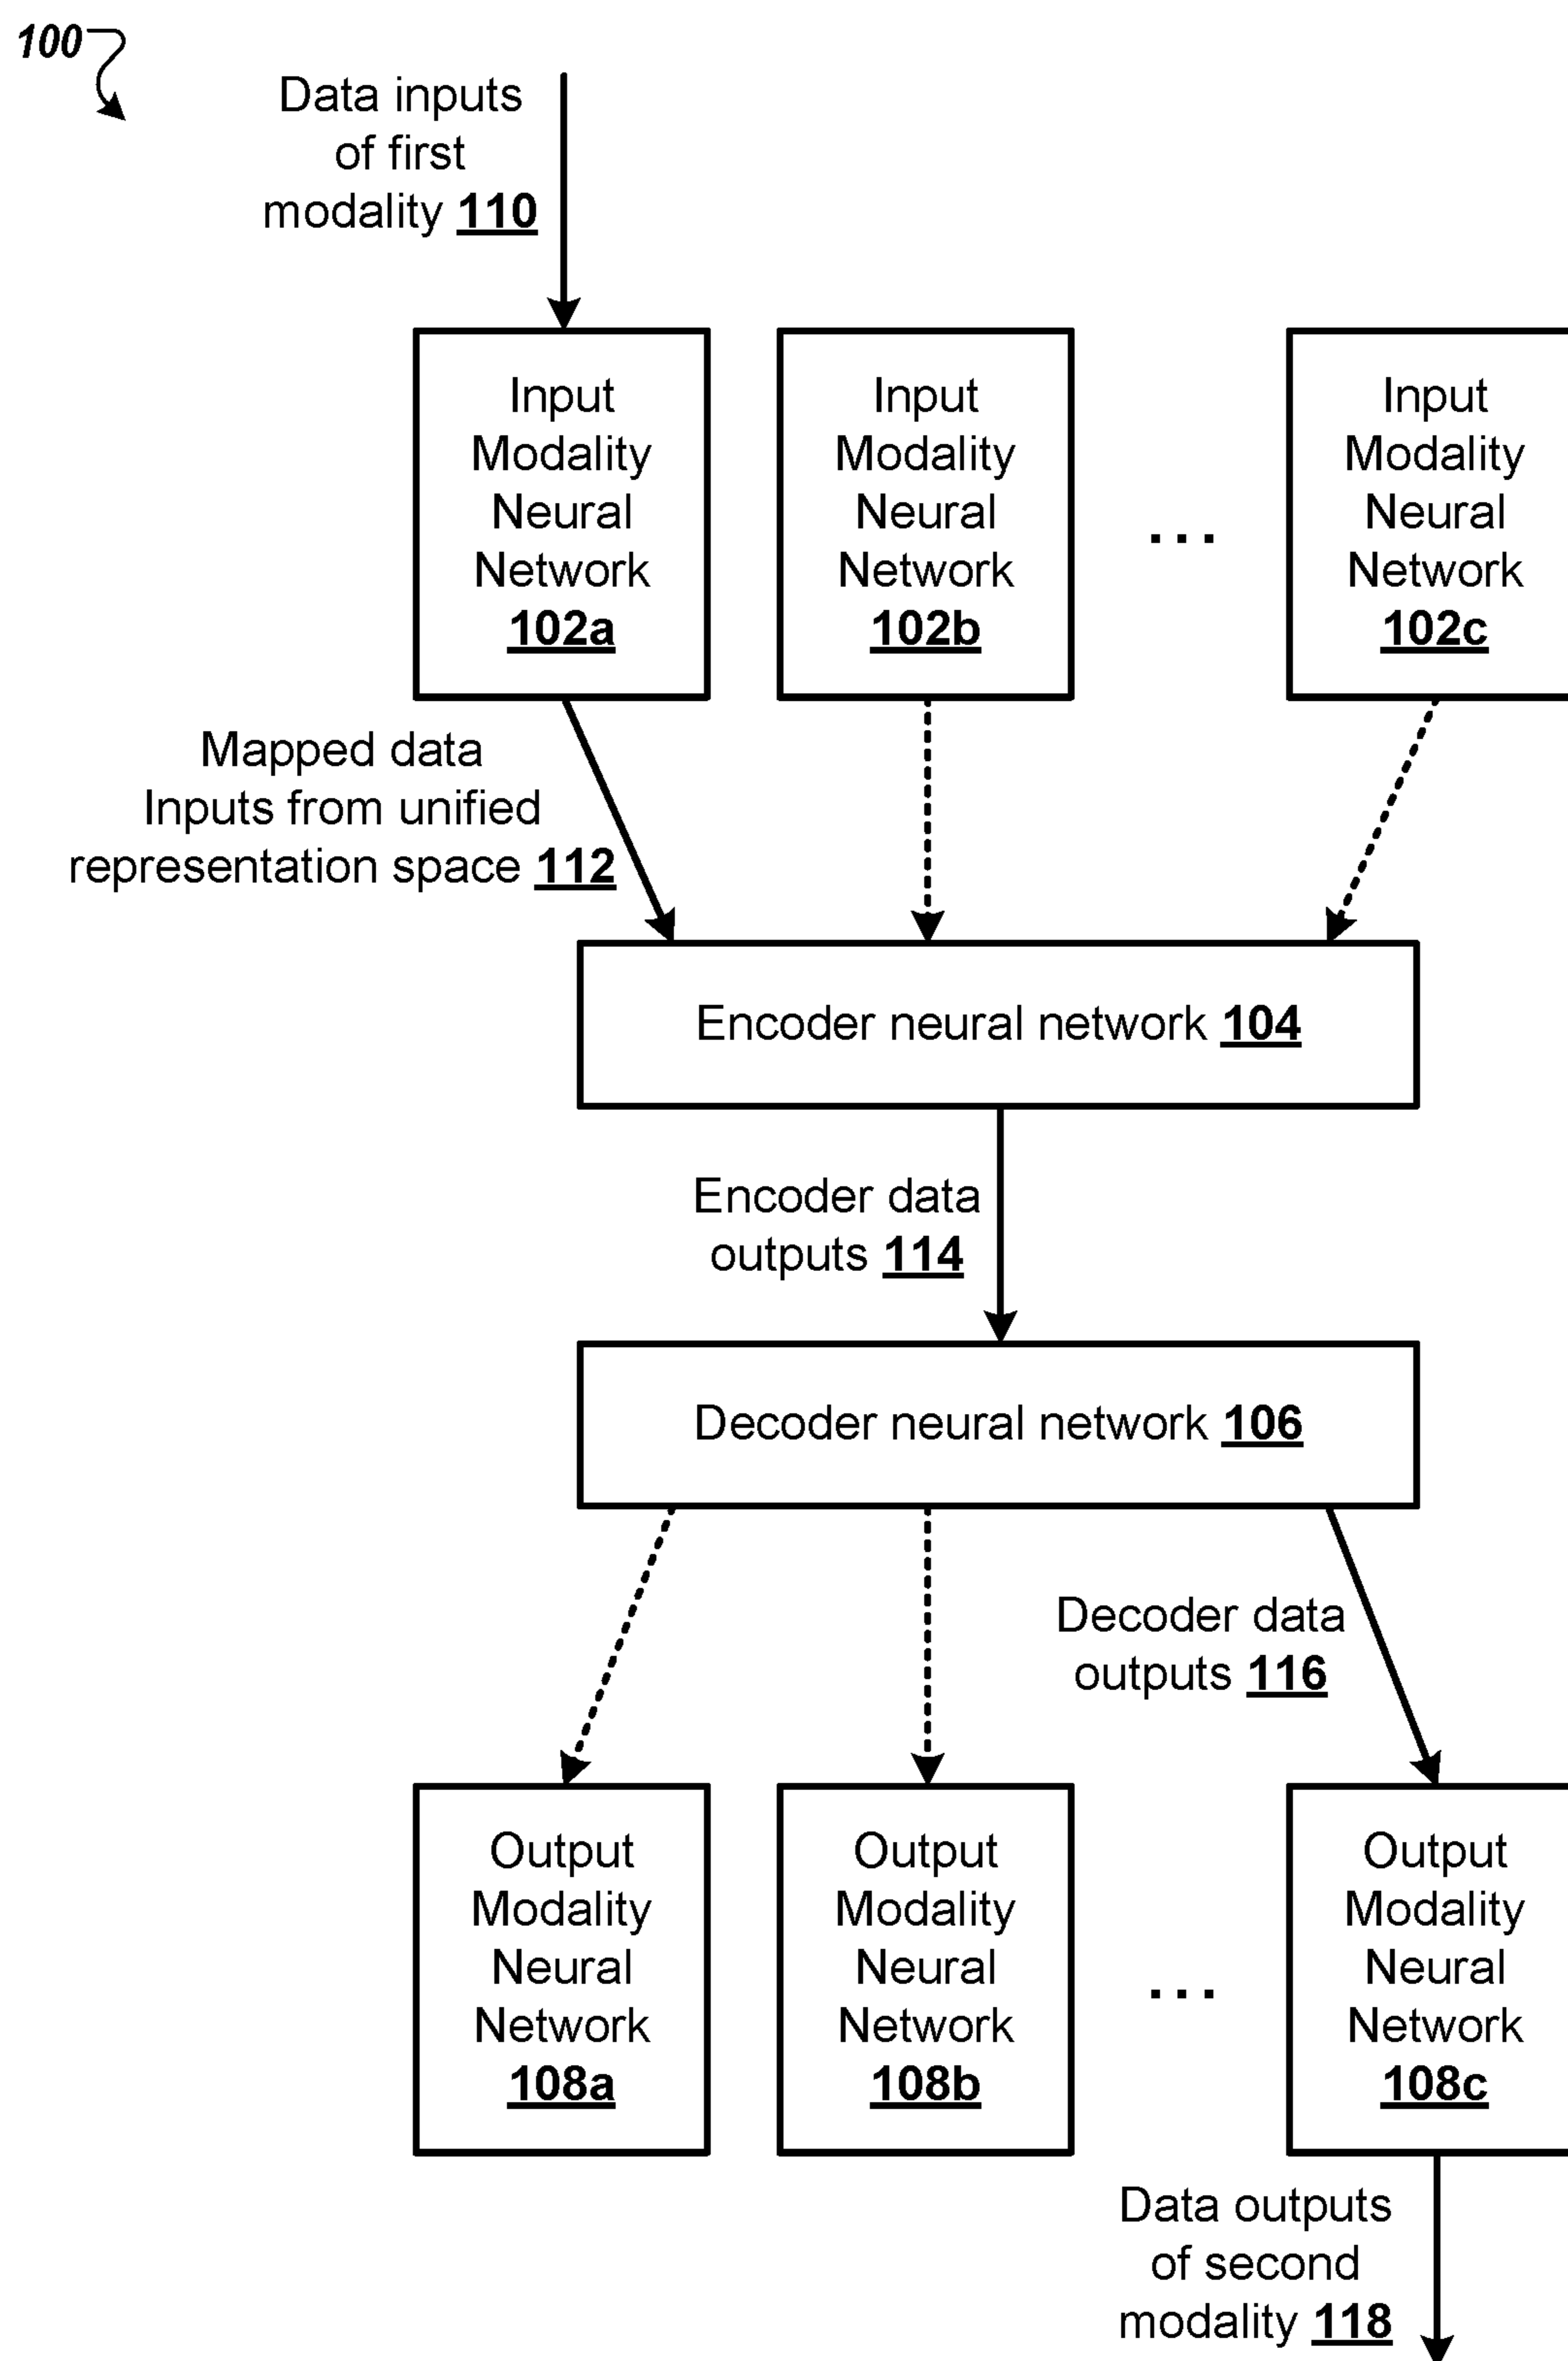 100
Data inputs
of first
modality 110
Input
Modality
Neural
Network
102a
Input
Modality
Neural
Network
102b
...
Input
Modality
Neural
Network
102c
Mapped data
Inputs from unified
representation space 112
Encoder neural network 104
Encoder data
outputs 114
Decoder neural network 106
Decoder data
outputs 116
Output
Modality
Neural
Network
108a
Output
Modality
Neural
Network
108b
...
Output
Modality
Neural
Network
108c
Data outputs
of second
modality 118